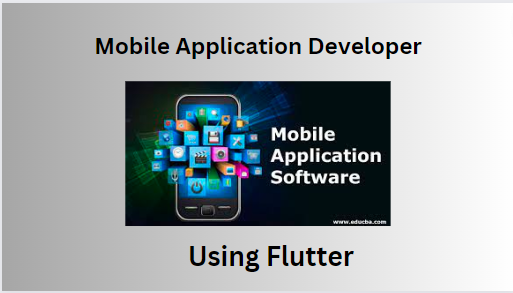 Mobile Application Developer
Mobile
Application
Software
www.educba.com
Using Flutter